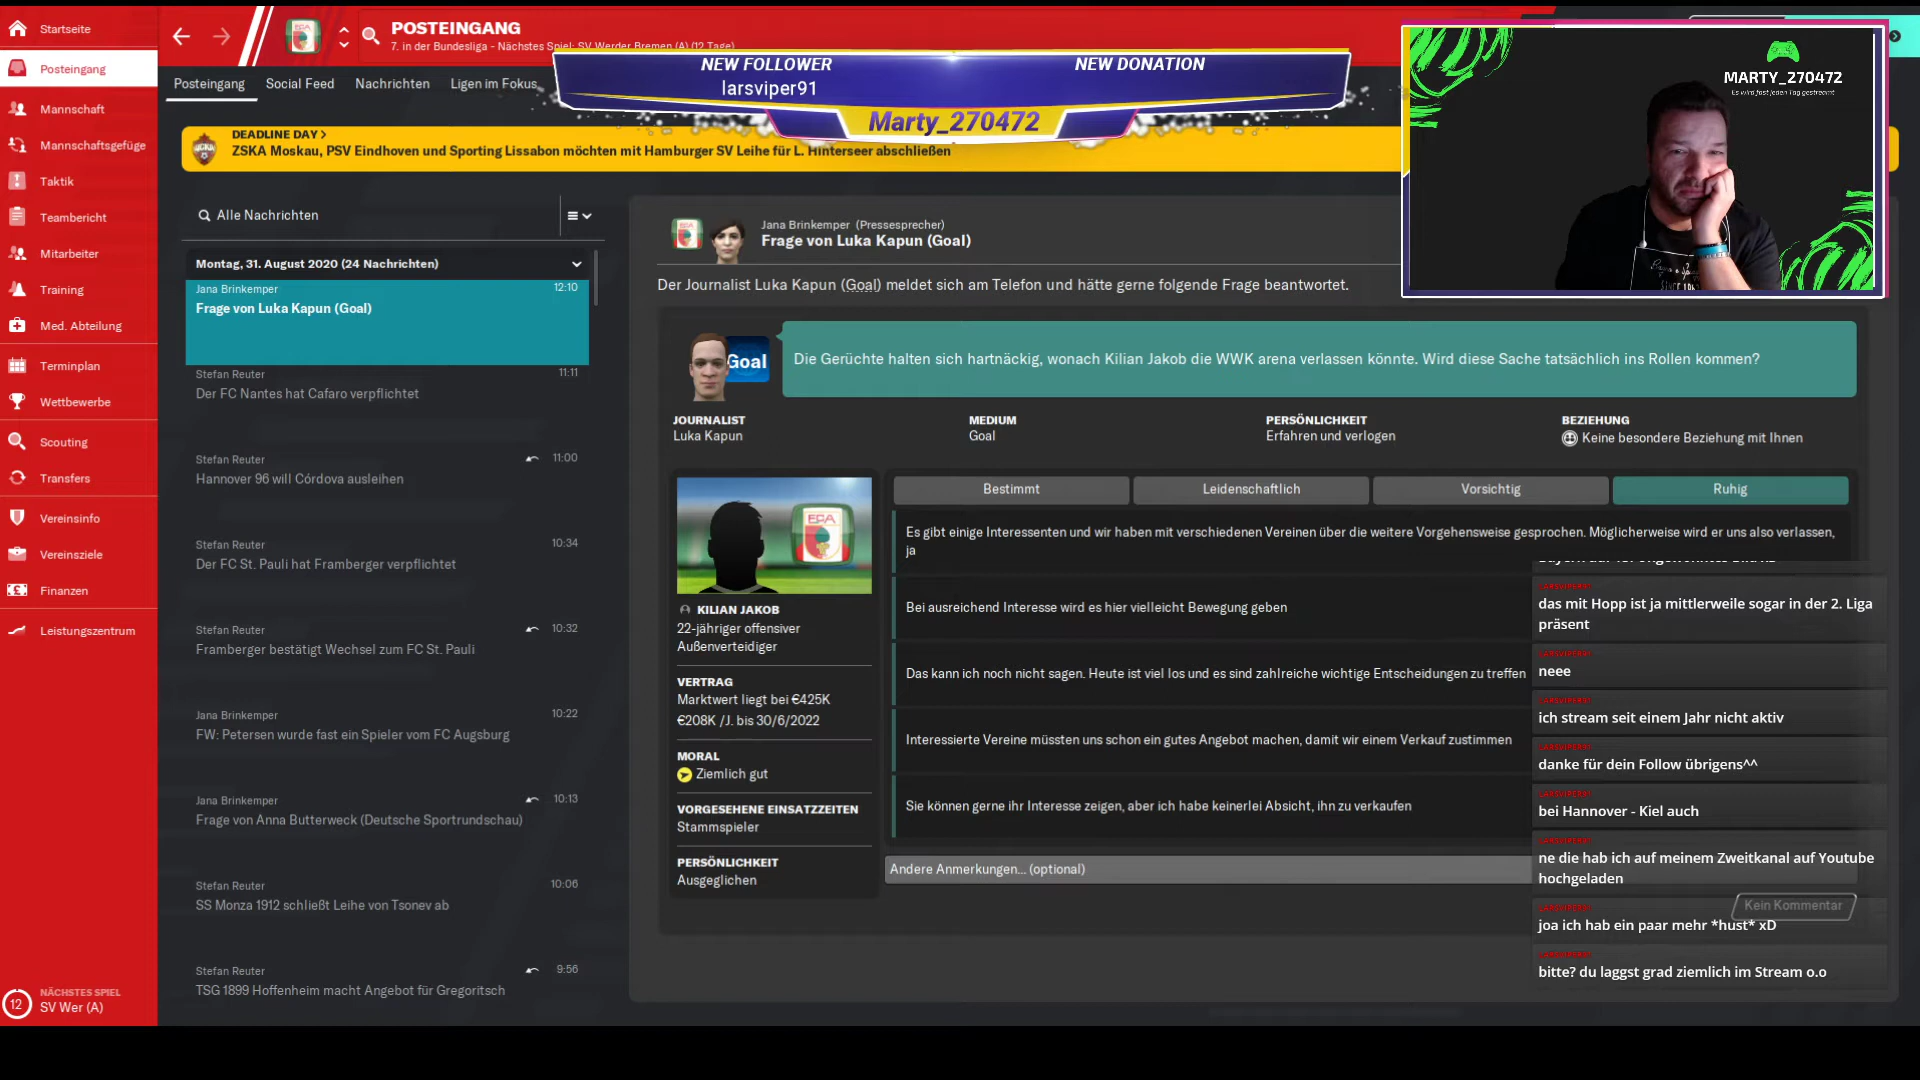 Startseite
Posteingang
Mannschaft
Mannschaftsgefüge
Taktik
Teambericht
Mitarbeiter
Training
Med. Abteilung
Terminplan
Wettbewerbe
Scouting
Transfers
Vereinsinfo
Vereinsziele
Finanzen
Leistungszentrum
12
NÄCHSTES SPIEL
SV Wer (A)
POSTEINGANG
7. in der Bundesliga - Nächstes Spiel: SV Werder Bremen (A) (12 Tage)
Posteingang
Social Feed
Nachrichten
Ligen im Fokus
NEW FOLLOWER
larsviper91
NEW DONATION
Marty_270472
MARTY_270472
Es wird fast jeden Tag gestreamt
DEADLINE DAY >
ZSKA Moskau, PSV Eindhoven und Sporting Lissabon möchten mit Hamburger SV Leihe für L. Hinterseer abschließen
Alle Nachrichten
Montag, 31. August 2020 (24 Nachrichten)
Jana Brinkemper 12:10
Frage von Luka Kapun (Goal)
Stefan Reuter 11:11
Der FC Nantes hat Cafaro verpflichtet
Stefan Reuter 11:00
Hannover 96 will Córdova ausleihen
Stefan Reuter 10:34
Der FC St. Pauli hat Framberger verpflichtet
Stefan Reuter 10:32
Framberger bestätigt Wechsel zum FC St. Pauli
Jana Brinkemper 10:22
FW: Petersen wurde fast ein Spieler vom FC Augsburg
Jana Brinkemper 10:13
Frage von Anna Butterweck (Deutsche Sportrundschau)
Stefan Reuter 10:06
SS Monza 1912 schließt Leihe von Tsonev ab
Stefan Reuter 9:56
TSG 1899 Hoffenheim macht Angebot für Gregoritsch
Jana Brinkemper (Pressesprecher)
Frage von Luka Kapun (Goal)
Der Journalist Luka Kapun (Goal) meldet sich am Telefon und hätte gerne folgende Frage beantwortet.
Goal
Die Gerüchte halten sich hartnäckig, wonach Kilian Jakob die WWK arena verlassen könnte. Wird diese Sache tatsächlich ins Rollen kommen?
JOURNALIST
Luka Kapun
MEDIUM
Goal
PERSÖNLICHKEIT
Erfahren und verlogen
BEZIEHUNG
Keine besondere Beziehung mit Ihnen
FCA
KILIAN JAKOB
22-jähriger offensiver
Außenverteidiger
VERTRAG
Marktwert liegt bei €425K
€208K /J. bis 30/6/2022
MORAL
Ziemlich gut
VORGESEHENE EINSATZZEITEN
Stammspieler
PERSÖNLICHKEIT
Ausgeglichen
Bestimmt
Leidenschaftlich
Vorsichtig
Ruhig
Es gibt einige Interessenten und wir haben mit verschiedenen Vereinen über die weitere Vorgehensweise gesprochen. Möglicherweise wird er uns also verlassen,
ja
Bei ausreichend Interesse wird es hier vielleicht Bewegung geben
Das kann ich noch nicht sagen. Heute ist viel los und es sind zahlreiche wichtige Entscheidungen zu treffen
Interessierte Vereine müssten uns schon ein gutes Angebot machen, damit wir einem Verkauf zustimmen
Sie können gerne ihr Interesse zeigen, aber ich habe keinerlei Absicht, ihn zu verkaufen
Andere Anmerkungen... (optional)
Kein Kommentar
LARSVIPER91
das mit Hopp ist ja mittlerweile sogar in der 2. Liga
präsent
LARSVIPER91
neee
LARSVIPER91
ich stream seit einem Jahr nicht aktiv
LARSVIPER91
danke für dein Follow übrigens^^
LARSVIPER91
bei Hannover - Kiel auch
LARSVIPER91
ne die hab ich auf meinem Zweitkanal auf Youtube
hochgeladen
LARSVIPER91
joa ich hab ein paar mehr *hust* xD
LARSVIPER91
bitte? du laggst grad ziemlich im Stream o.o